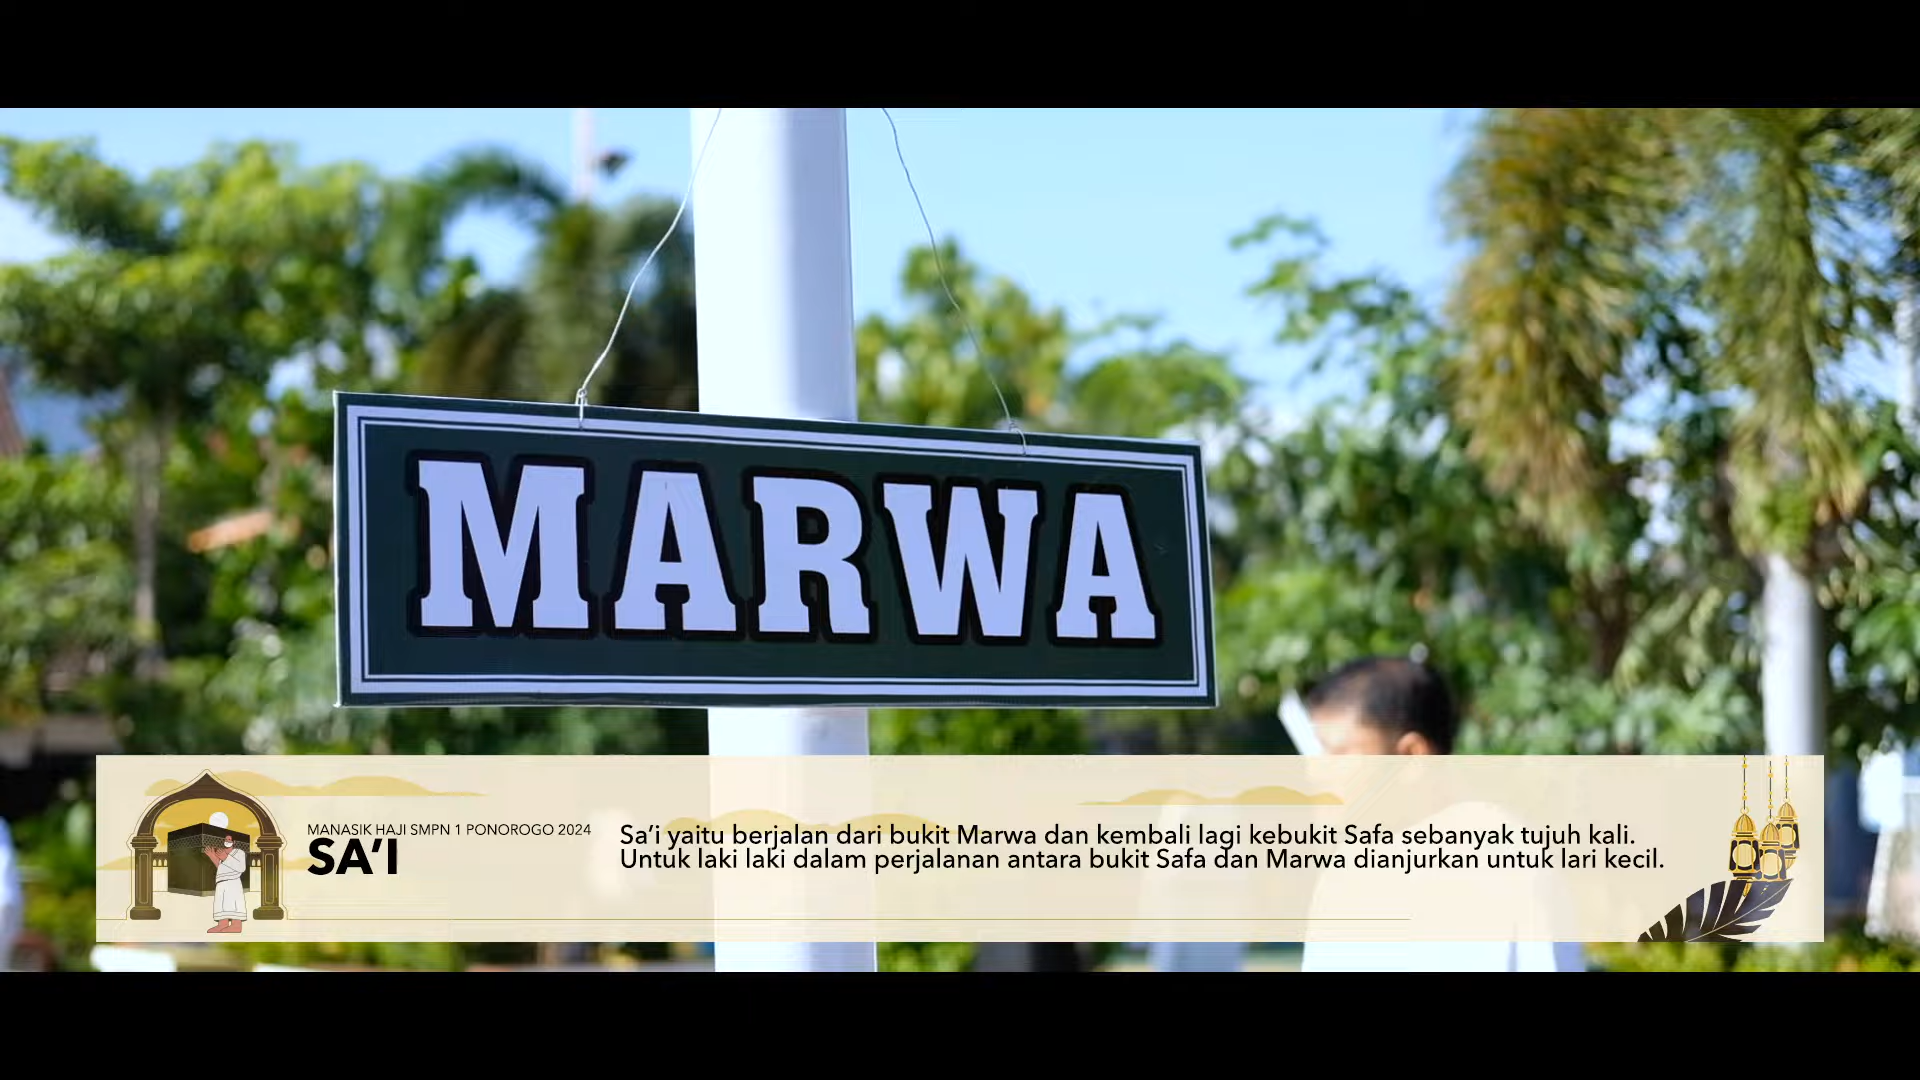 MARWA
MANASIK HAJI SMPN 1 PONOROGO 2024
SA’I
Sa’i yaitu berjalan dari bukit Marwa dan kembali lagi kebukit Safa sebanyak tujuh kali.
Untuk laki laki dalam perjalanan antara bukit Safa dan Marwa dianjurkan untuk lari kecil.